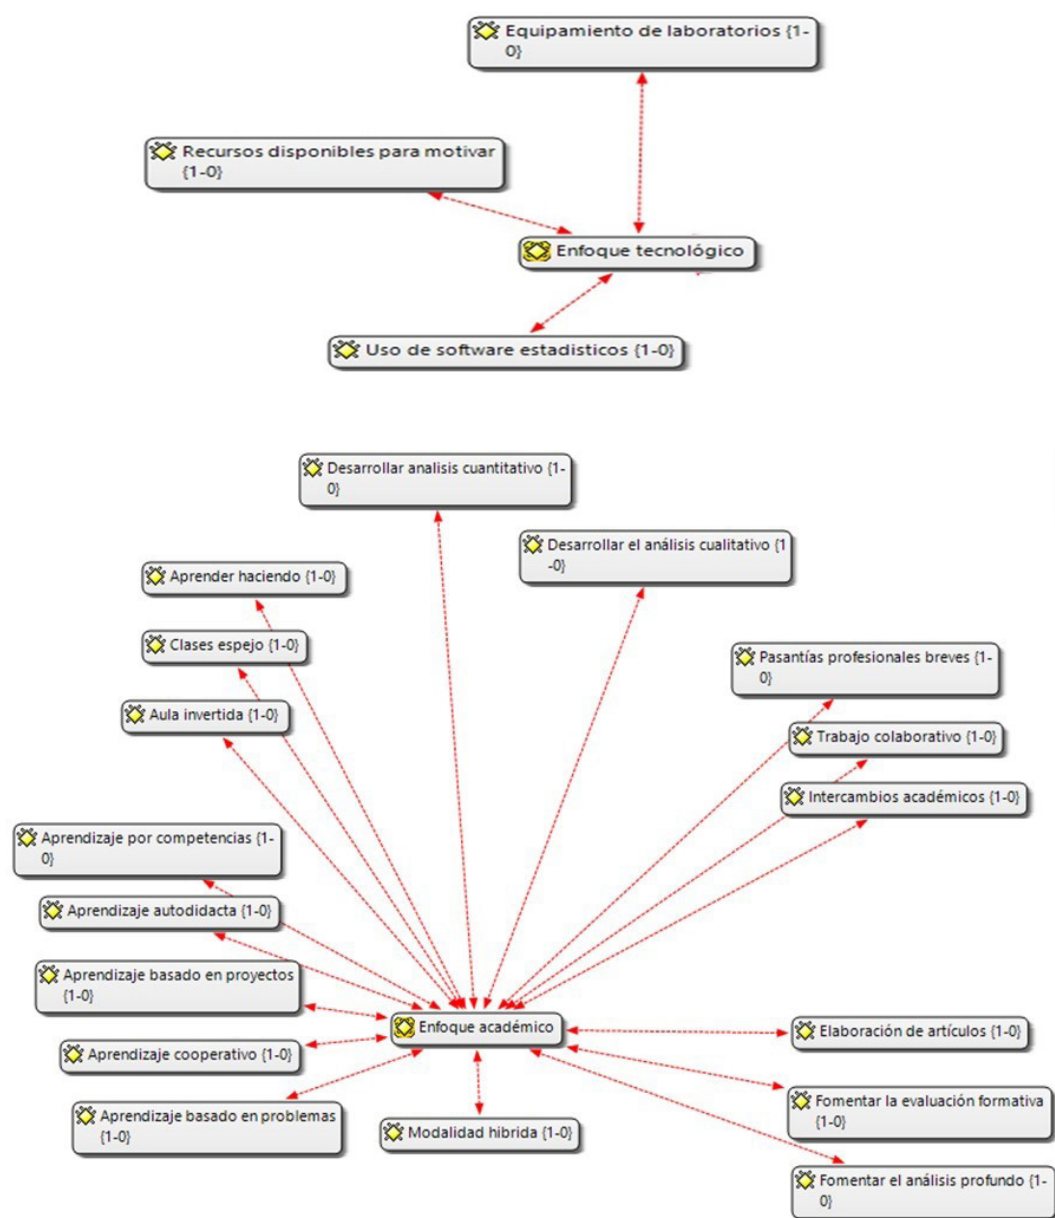 Equipamiento de laboratorios {1-
0}
Recursos disponibles para motivar
{1-0}
Enfoque tecnológico
Uso de software estadisticos {1-0}
Desarrollar analisis cuantitativo {1-
0}
Desarrollar el análisis cualitativo {1
-0}
Aprender haciendo {1-0}
Clases espejo {1-0}
Pasantías profesionales breves {1-
0}
Aula invertida {1-0}
Trabajo colaborativo {1-0}
Intercambios académicos {1-0}
Aprendizaje por competencias {1-
0}
Aprendizaje autodidacta {1-0}
Aprendizaje basado en proyectos
{1-0}
Enfoque académico
Elaboración de artículos {1-0}
Aprendizaje cooperativo {1-0}
Fomentar la evaluación formativa
{1-0}
Aprendizaje basado en problemas
{1-0}
Modalidad hibrida {1-0}
Fomentar el análisis profundo {1-
0}